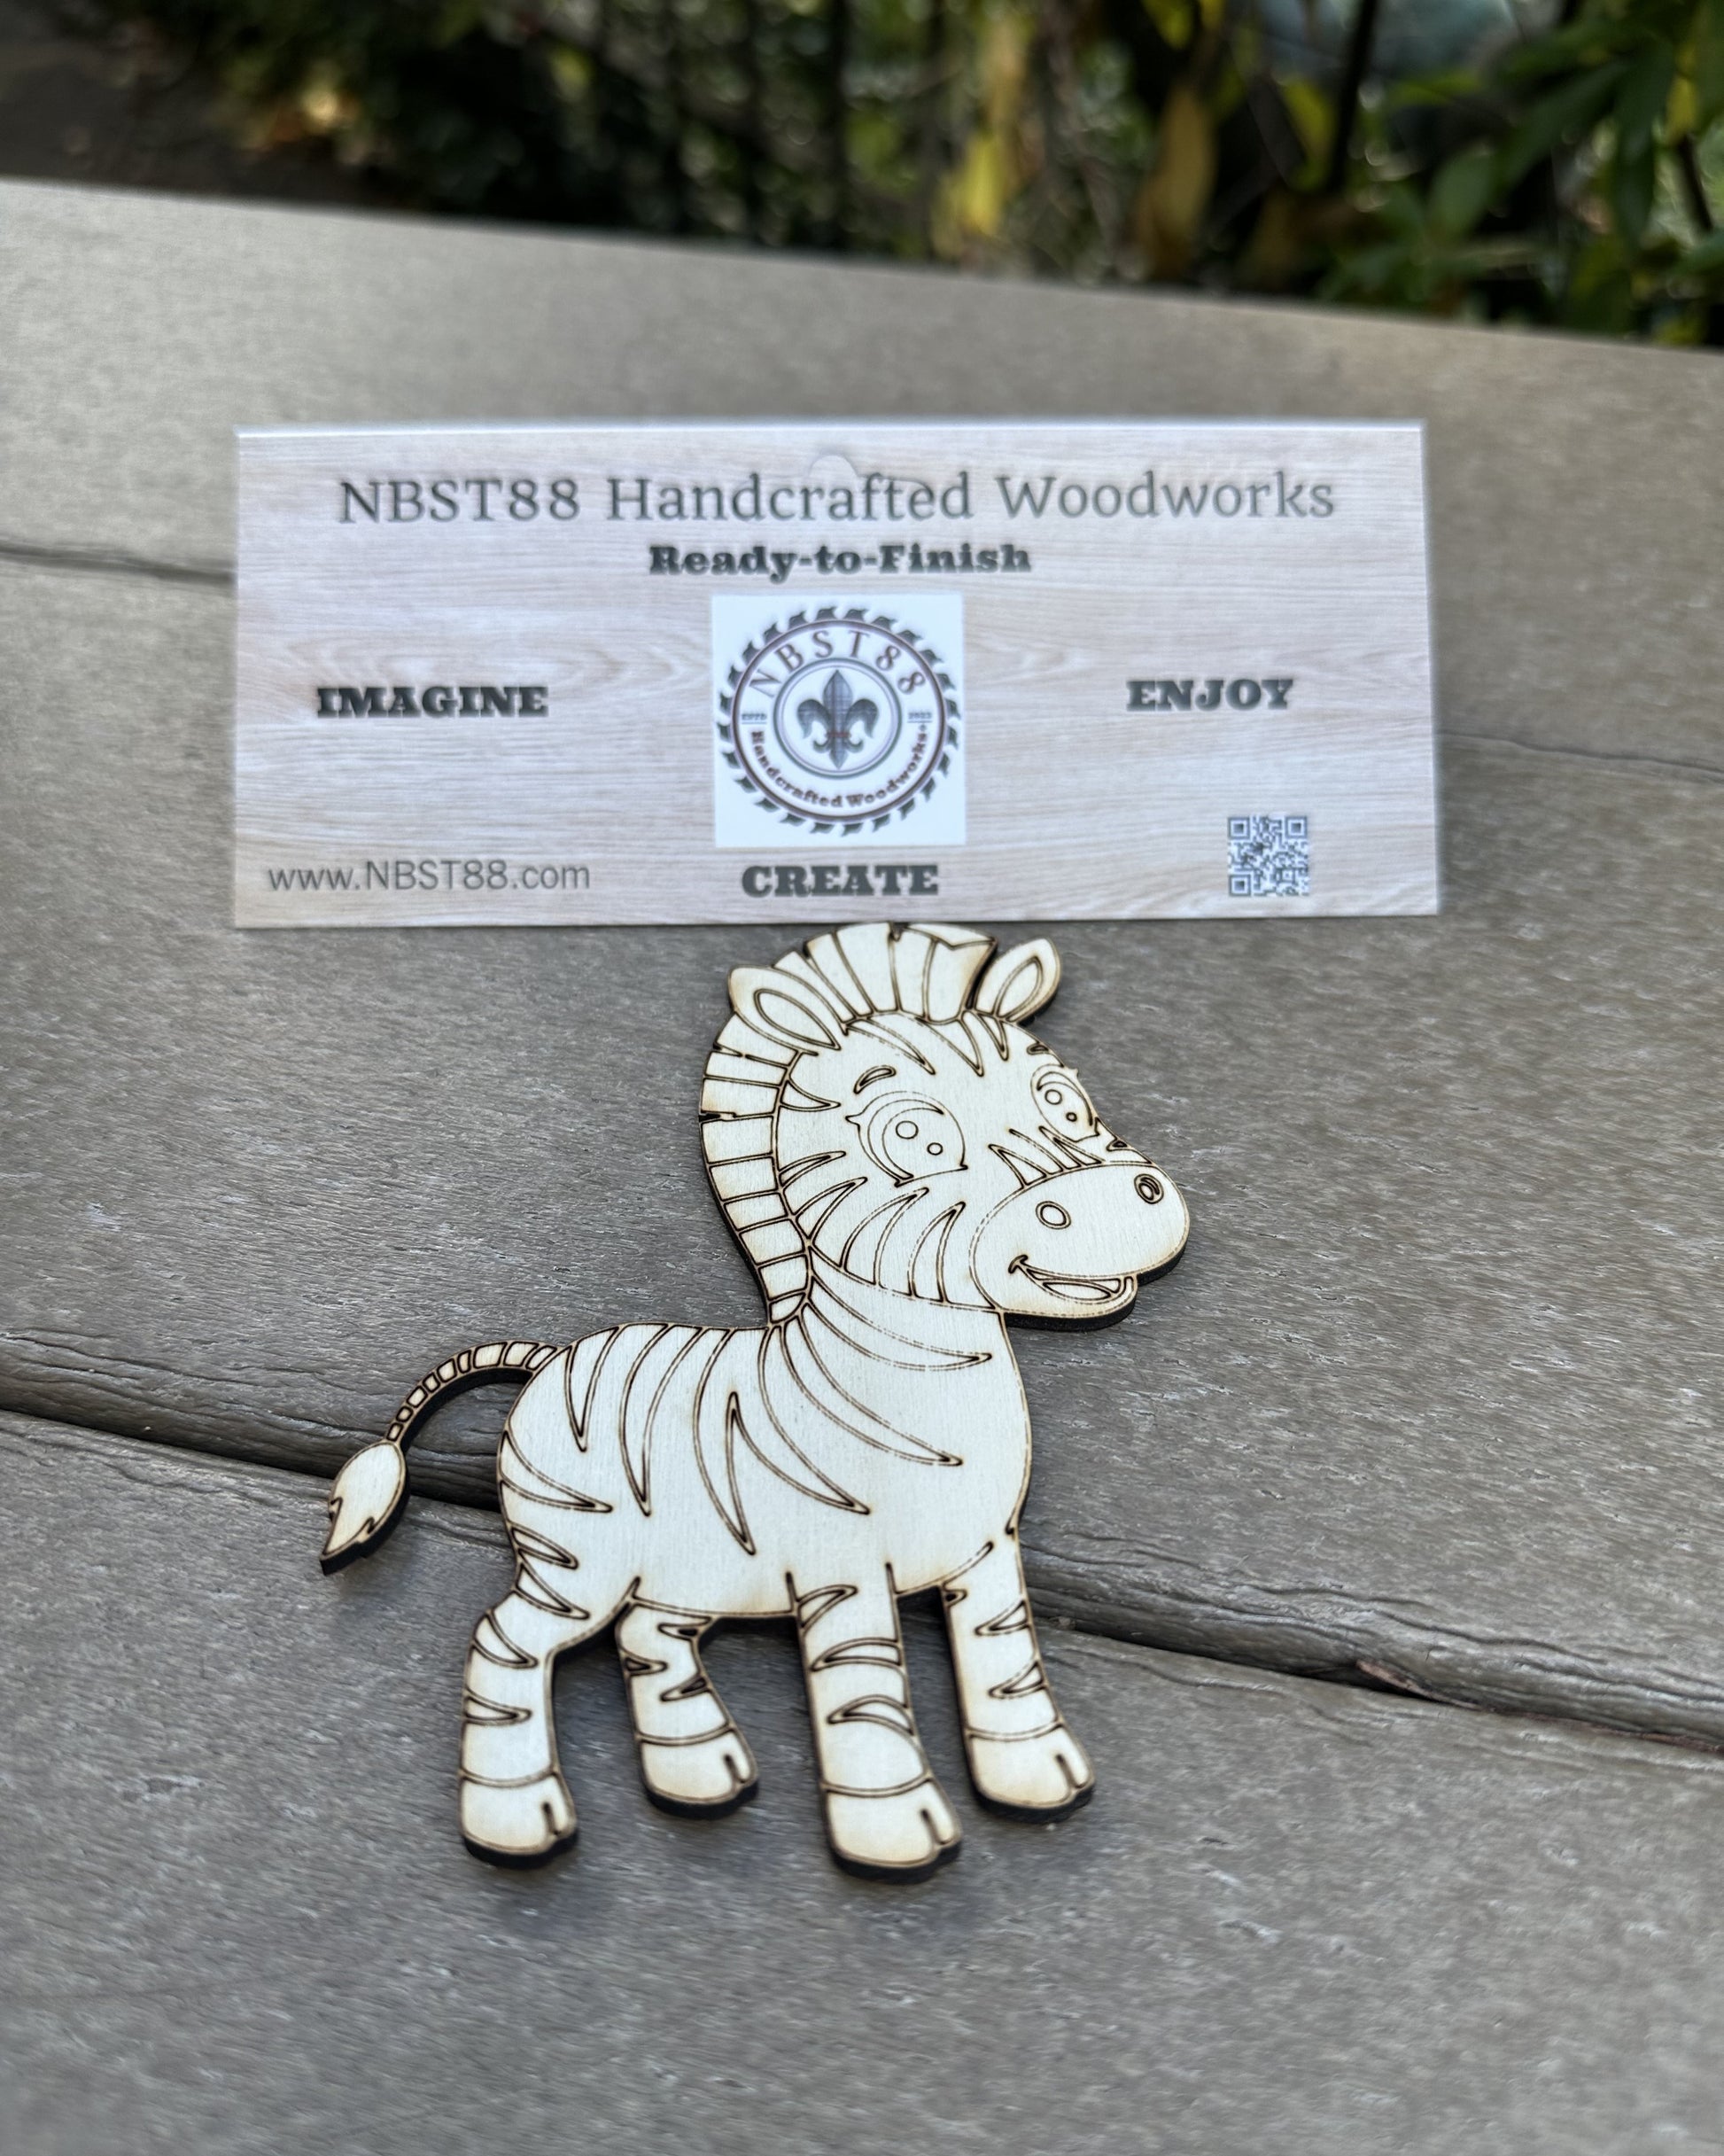 NBST88 Handcrafted Woodworks
Ready-to-Finish
NBST88
Handcrafted Woodworks
IMAGINE
ENJOY
www.NBST88.com
CREATE